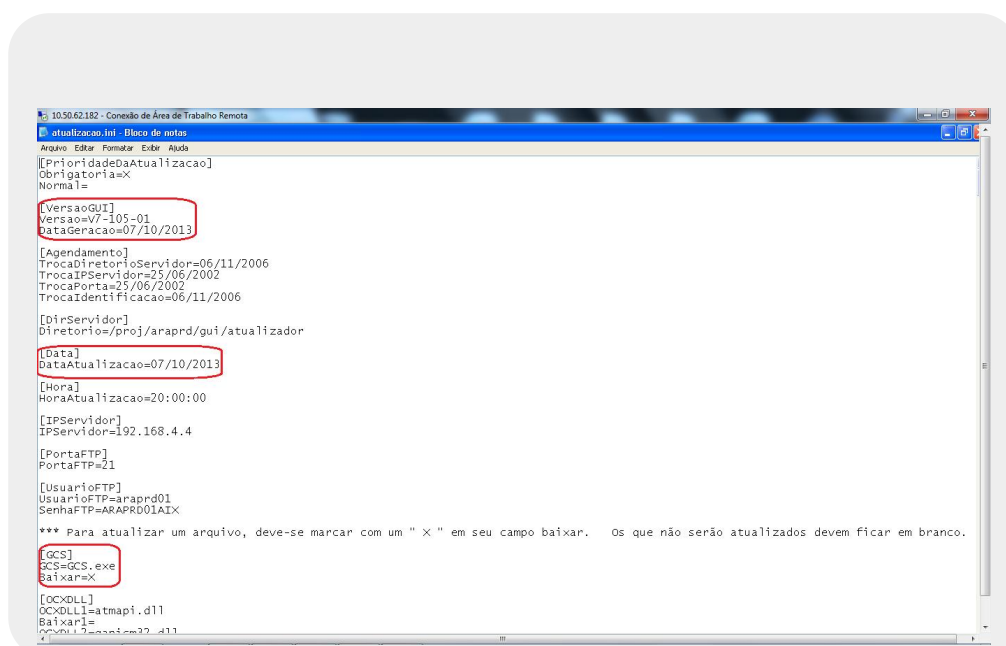 10.50.62.182 - Conexão de Área de Trabalho Remota
atualizacao.ini - Bloco de notas
Arquivo Editar Formatar Exibir Ajuda
[PrioridadeDaAtualizacao]
Obrigatoria=X
Normal=
[VersaoGUI]
Versao=V7-105-01
DataGeracao=07/10/2013
[Agendamento]
TrocaDiretorioServidor=06/11/2006
TrocaIPServidor=25/06/2002
TrocaPorta=25/06/2002
TrocaIdentificacao=06/11/2006
[DirServidor]
Diretorio=/proj/araprd/gui/atualizador
[Data]
DataAtualizacao=07/10/2013
[Hora]
HoraAtualizacao=20:00:00
[IPServidor]
IPServidor=192.168.4.4
[PortaFTP]
PortaFTP=21
[UsuarioFTP]
UsuarioFTP=araprd01
SenhaFTP=ARAPRD01AIX
*** Para atualizar um arquivo, deve-se marcar com um " X " em seu campo baixar. Os que não serão atualizados devem ficar em branco.
[GCS]
GCS=GCS.exe
Baixar=X
[OCXDLL]
OCXDLL1=atmapi.dll
Baixar1=